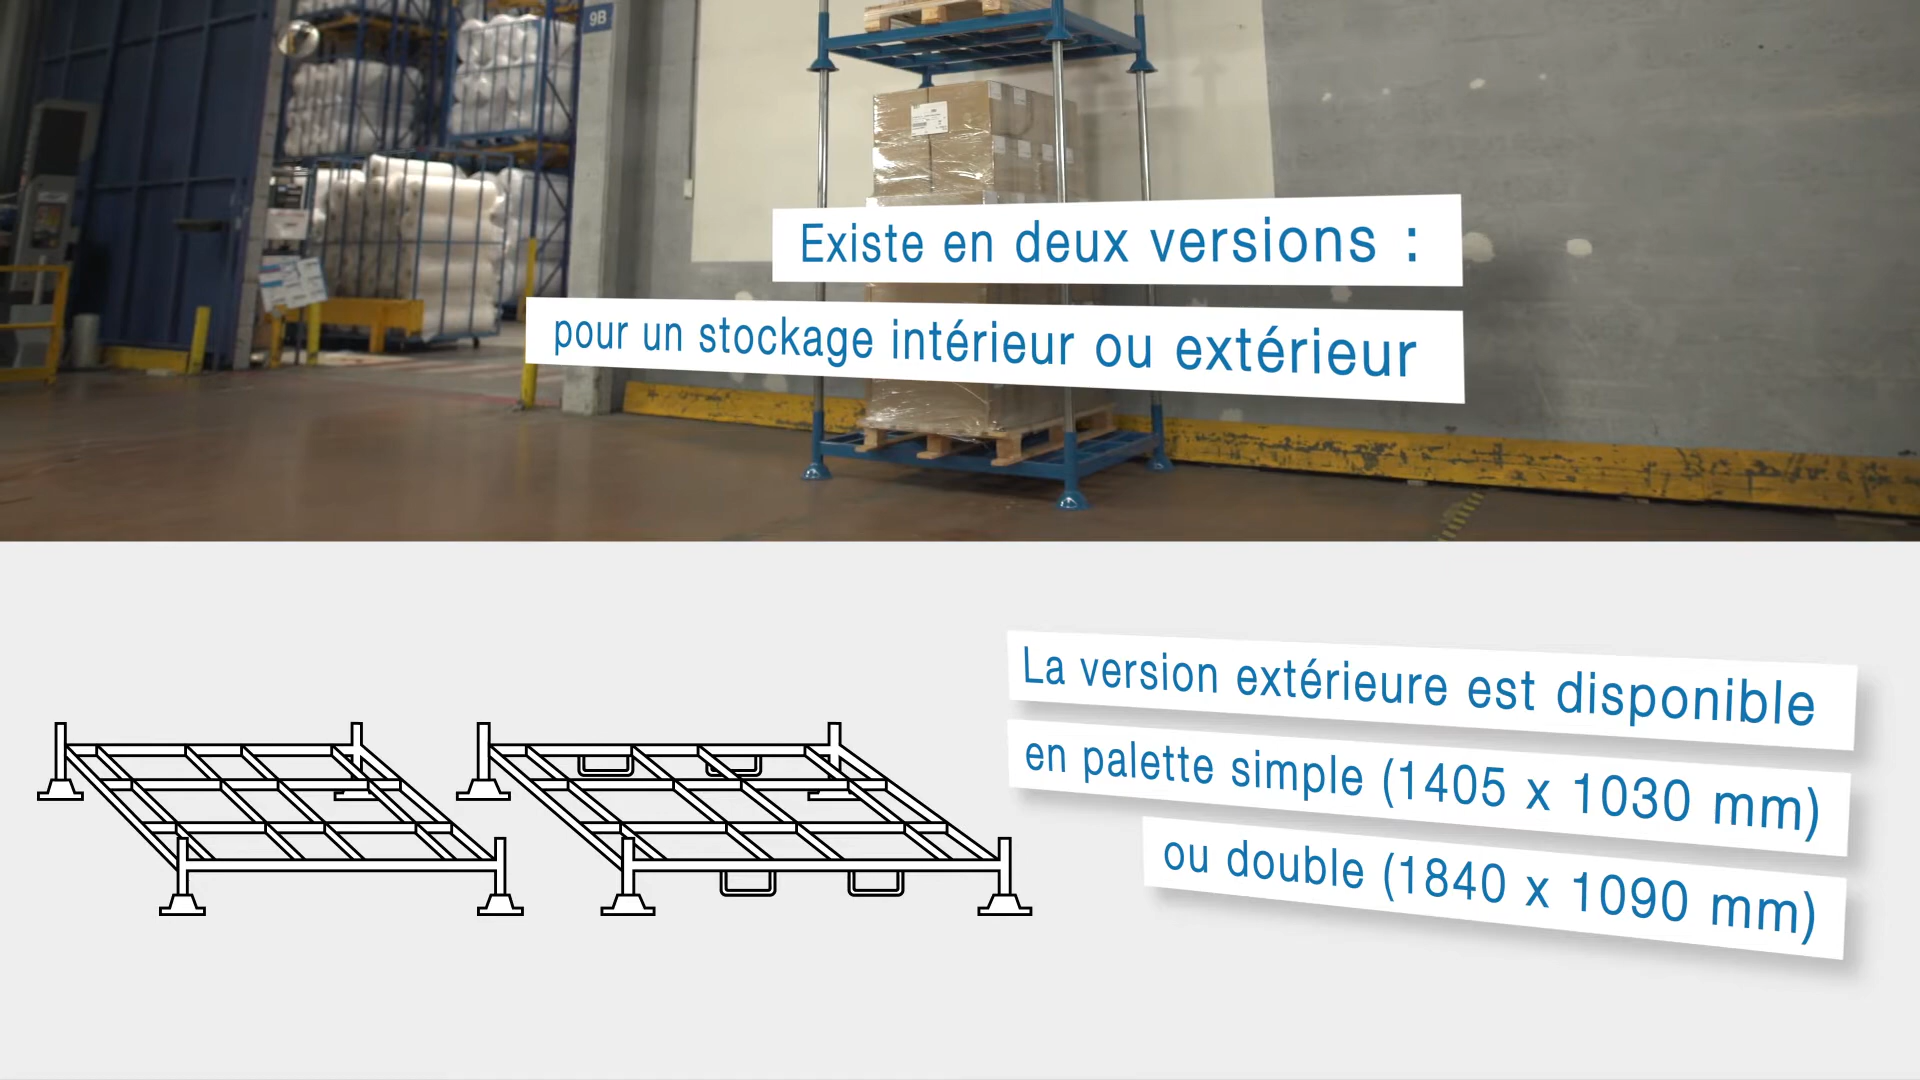 9B
Existe en deux versions :
pour un stockage intérieur ou extérieur
La version extérieure est disponible
en palette simple (1405 x 1030 mm)
ou double (1840 x 1090 mm)